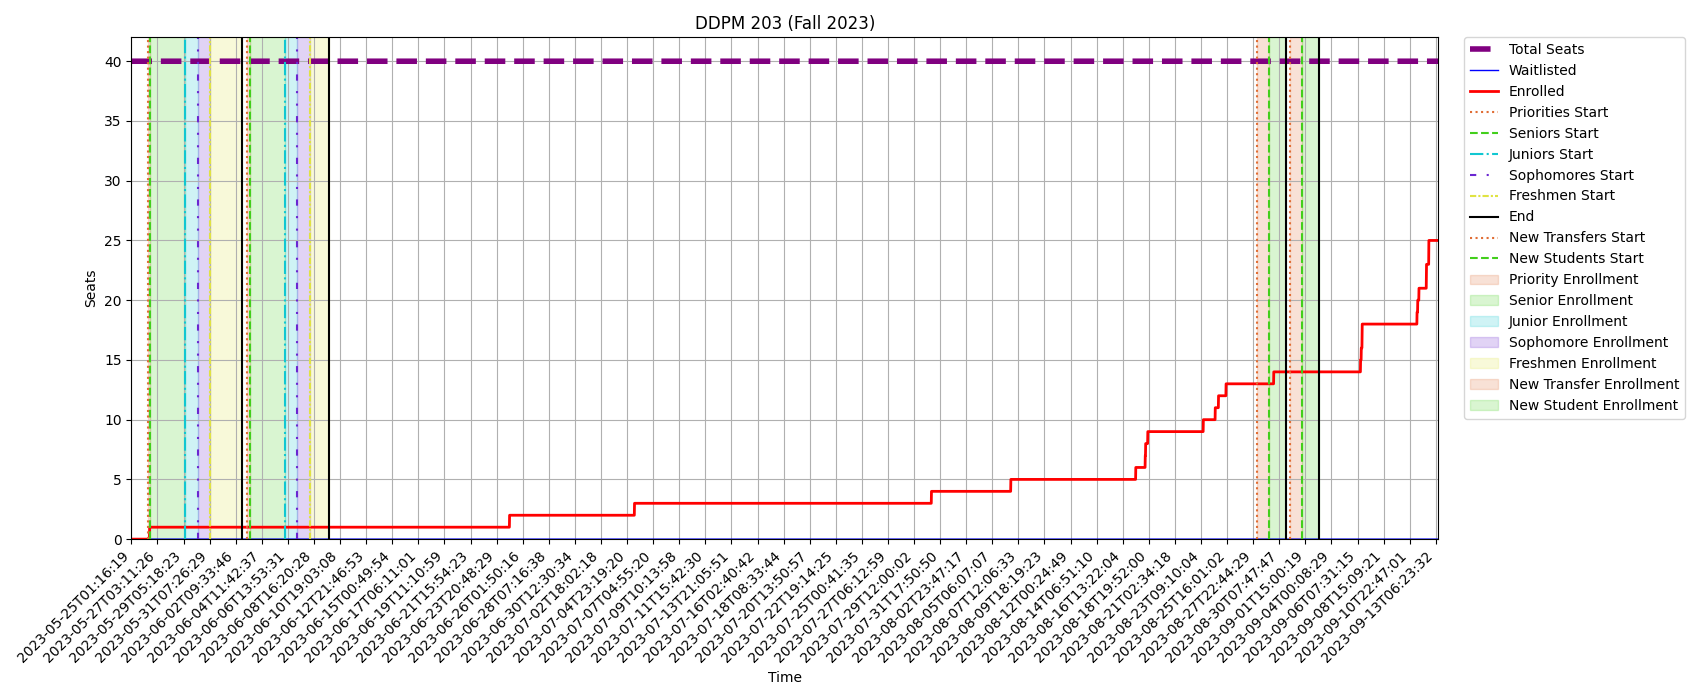 DDPM 203 (Fall 2023)
Seats
40
35
30
25
20
15
10
5
0
2023-05-25T01:16:19
2023-05-27T03:11:26
2023-05-29T05:18:23
2023-05-31T07:26:29
2023-06-02T09:33:46
2023-06-04T11:42:37
2023-06-06T13:53:31
2023-06-08T16:20:28
2023-06-10T19:03:08
2023-06-12T21:46:53
2023-06-15T00:49:54
2023-06-17T06:11:01
2023-06-19T11:10:59
2023-06-21T15:54:23
2023-06-23T20:48:29
2023-06-26T01:50:16
2023-06-28T07:16:38
2023-06-30T12:30:34
2023-07-02T18:02:18
2023-07-04T23:19:20
2023-07-07T04:55:20
2023-07-09T10:13:58
2023-07-11T15:42:30
2023-07-13T21:05:51
2023-07-16T02:40:42
2023-07-18T08:33:44
2023-07-20T13:50:57
2023-07-22T19:14:25
2023-07-25T00:41:35
2023-07-27T06:12:59
2023-07-29T12:00:02
2023-07-31T17:50:50
2023-08-02T23:47:17
2023-08-05T06:07:07
2023-08-07T12:06:33
2023-08-09T18:19:23
2023-08-12T00:24:49
2023-08-14T06:51:10
2023-08-16T13:22:04
2023-08-18T19:52:00
2023-08-21T02:34:18
2023-08-23T09:10:04
2023-08-25T16:01:02
2023-08-27T22:44:29
2023-08-30T07:47:47
2023-09-01T15:00:19
2023-09-04T00:08:29
2023-09-06T07:31:15
2023-09-08T15:09:21
2023-09-10T22:47:01
2023-09-13T06:23:32
Time
Total Seats
Waitlisted
Enrolled
Priorities Start
Seniors Start
Juniors Start
Sophomores Start
Freshmen Start
End
New Transfers Start
New Students Start
Priority Enrollment
Senior Enrollment
Junior Enrollment
Sophomore Enrollment
Freshmen Enrollment
New Transfer Enrollment
New Student Enrollment